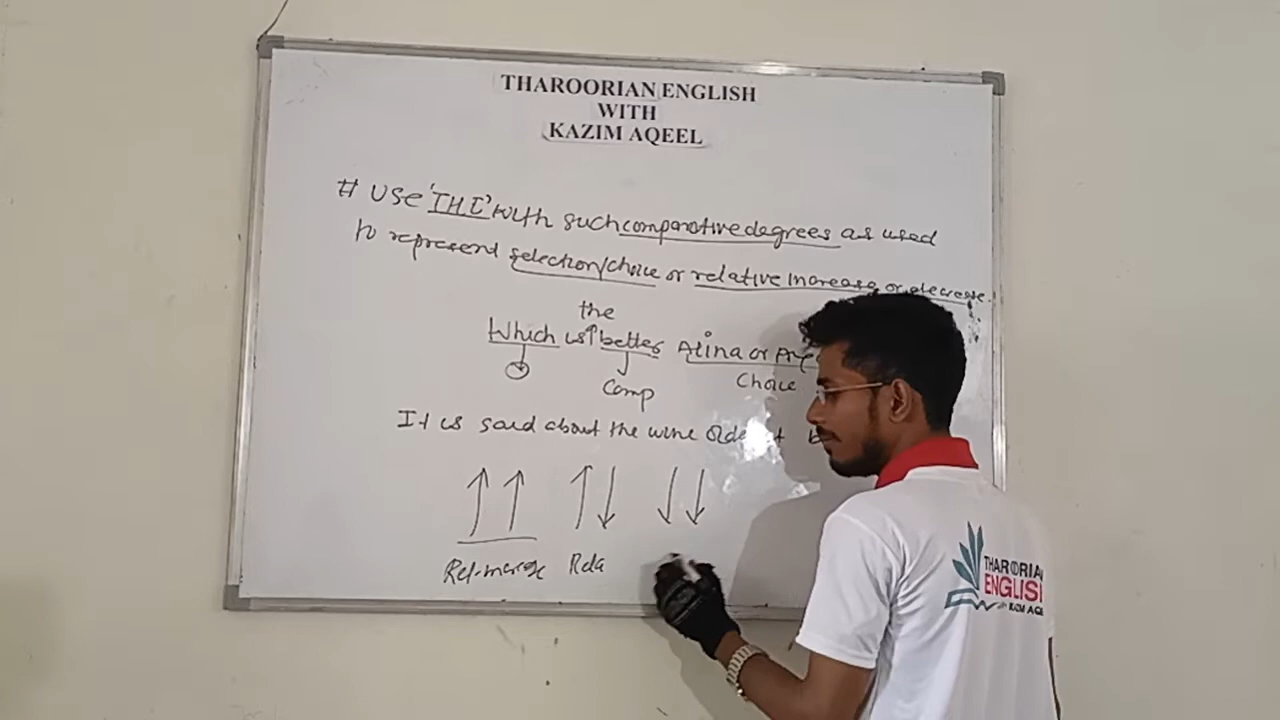 THAROORIAN ENGLISH
WITH
KAZIM AQEEL
# USE 'THE' with such comparative degrees as used
to represent selection/choice or relative increase or decrease.
the
Which is better Alina or
Comp
Choice
It is said about the wine
Rela
THAROORIAN
ENGLISH